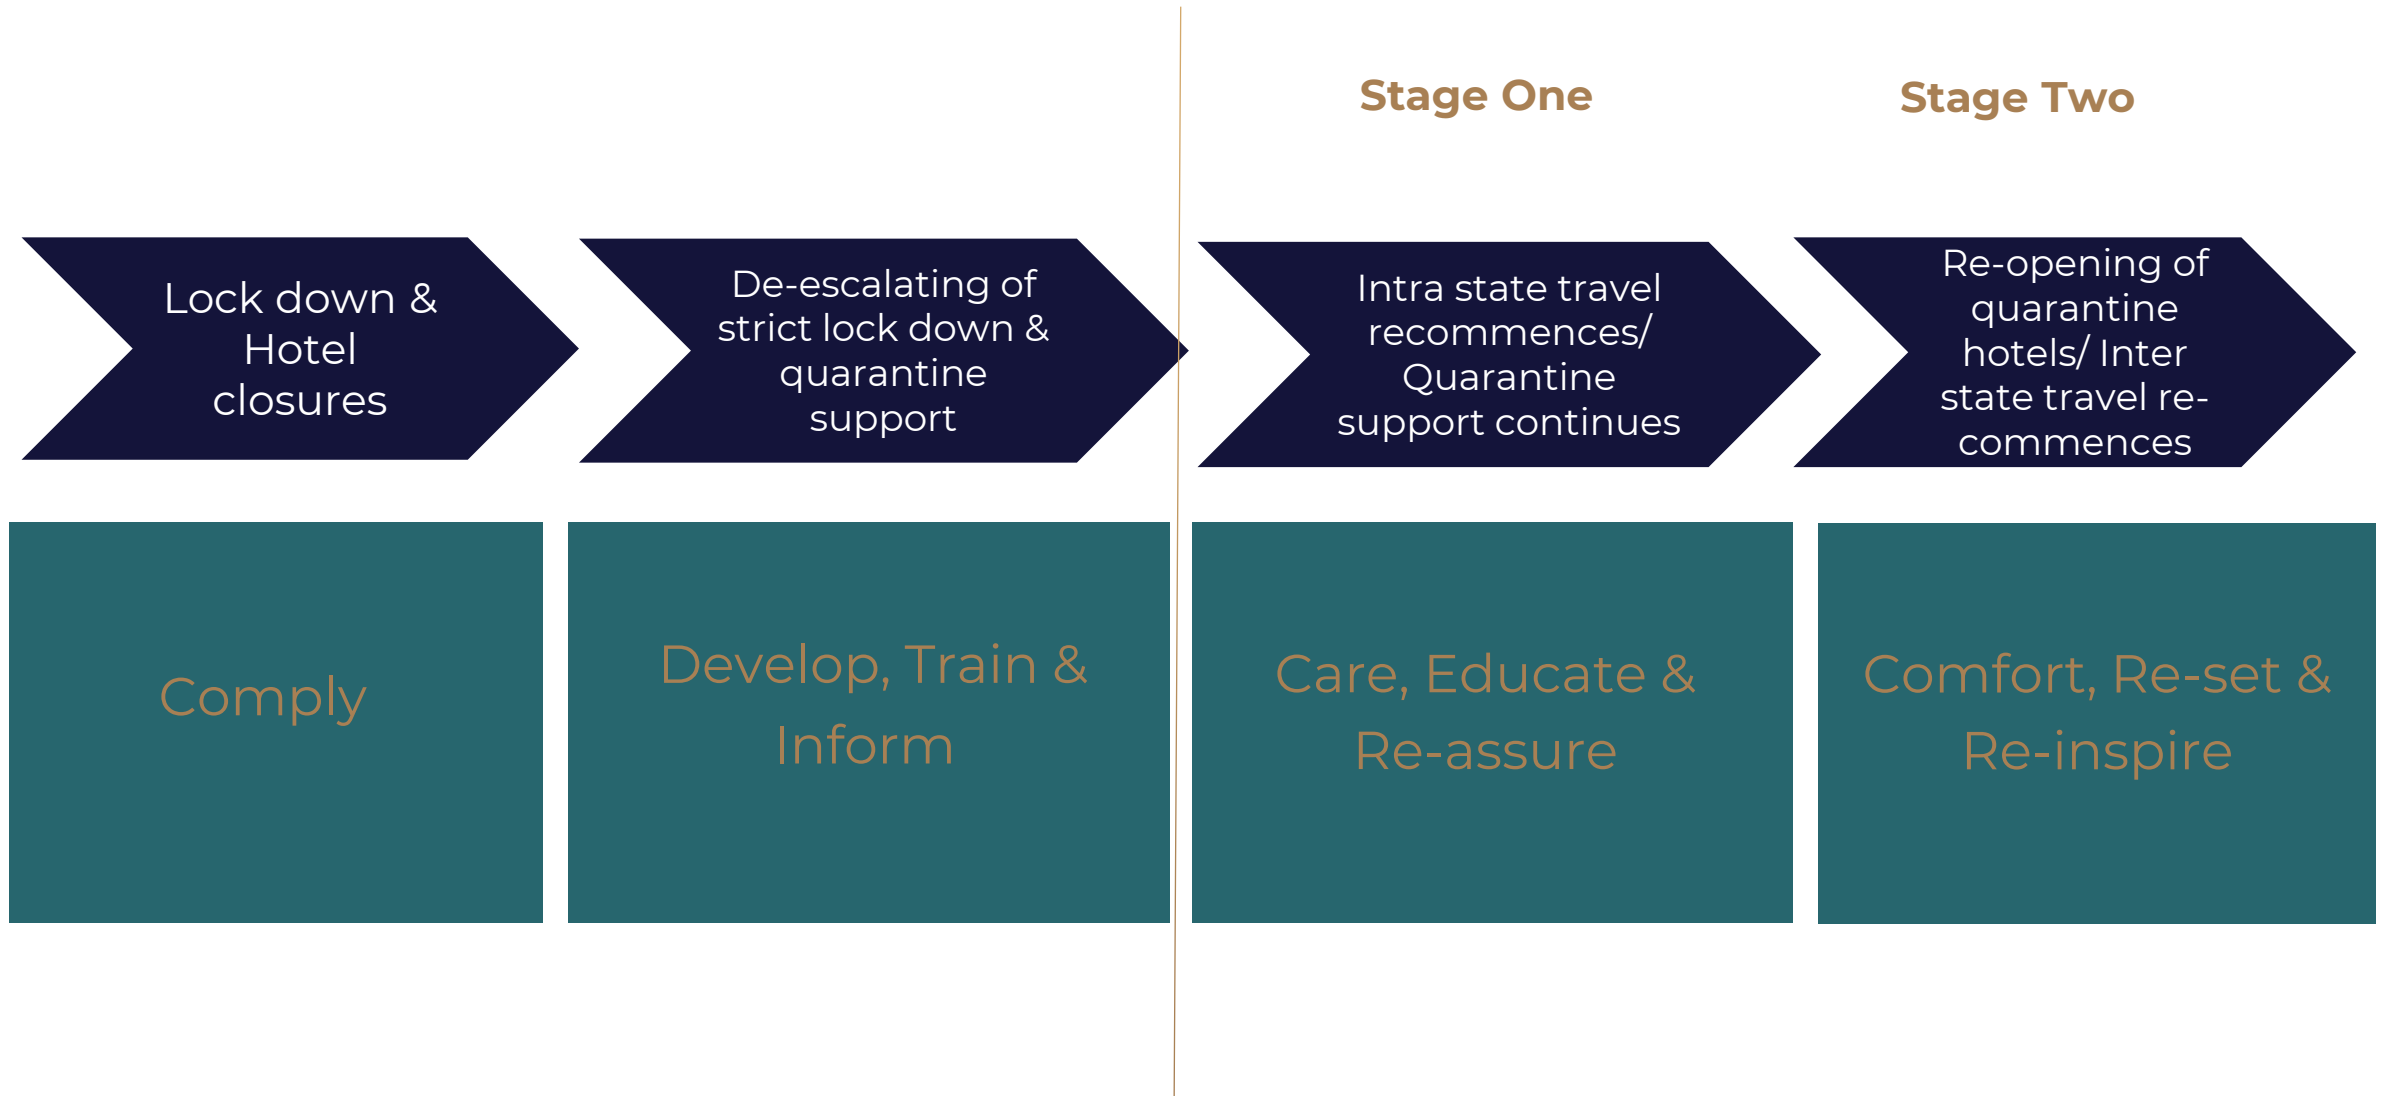 Stage One
Stage Two
Lock down &
Hotel
closures
De-escalating of
strict lock down &
quarantine
support
Intra state travel
recommences/
Quarantine
support continues
Re-opening of
quarantine
hotels/ Inter
state travel re-
commences
Comply
Develop, Train &
Inform
Care, Educate &
Re-assure
Comfort, Re-set &
Re-inspire